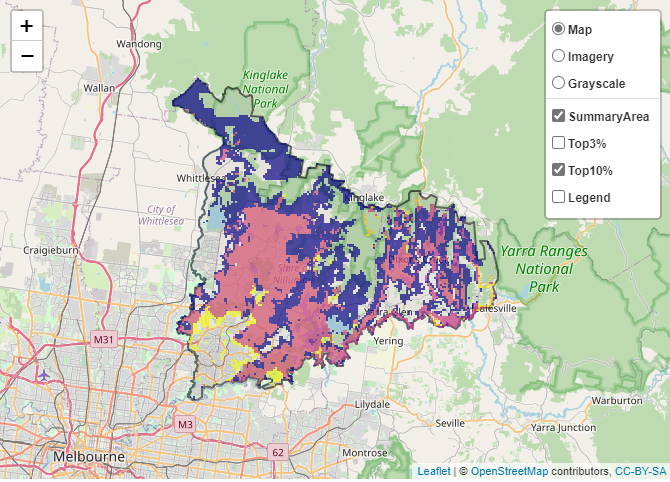 +
−
Wandong
Wallan
Kinglake
National
Park
Whittlesea
City of
Whittlesea
Craigieburn
Kinglake
Yarra Ranges
National
Park
Healesville
Yering
M31
Lilydale
Warburton
Seville
Yarra Junction
M3
62
Melbourne
Montrose
Map
Imagery
Grayscale
SummaryArea
Top3%
Top10%
Legend
Leaflet | © OpenStreetMap contributors, CC-BY-SA